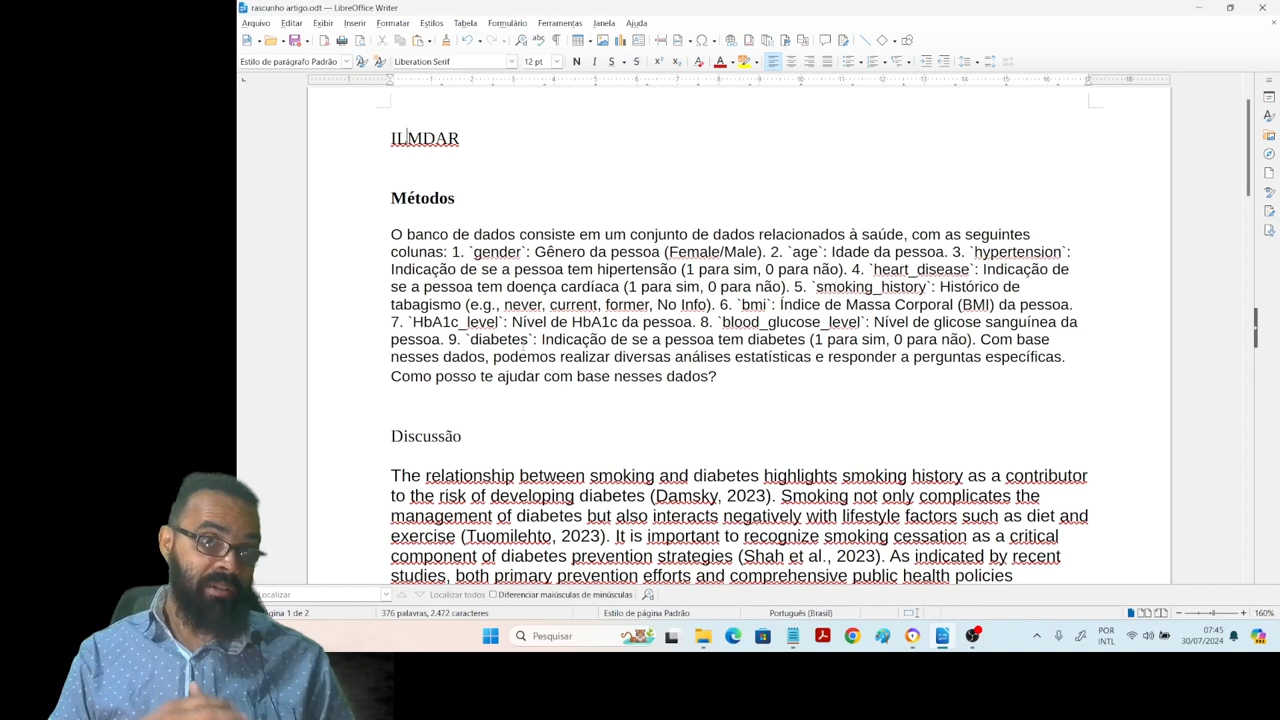 rascunho artigo.odt — LibreOffice Writer
Arquivo Editar Exibir Inserir Formatar Estilos Tabela Formulário Ferramentas Janela Ajuda
Estilo de parágrafo Padrão Liberation Serif 12 pt N I S S
ILMDAR
Métodos
O banco de dados consiste em um conjunto de dados relacionados à saúde, com as seguintes
colunas: 1. `gender`: Gênero da pessoa (Female/Male). 2. `age`: Idade da pessoa. 3. `hypertension`:
Indicação de se a pessoa tem hipertensão (1 para sim, 0 para não). 4. `heart_disease`: Indicação de
se a pessoa tem doença cardíaca (1 para sim, 0 para não). 5. `smoking_history`: Histórico de
tabagismo (e.g., never, current, former, No Info). 6. `bmi`: Índice de Massa Corporal (BMI) da pessoa.
7. `HbA1c_level`: Nível de HbA1c da pessoa. 8. `blood_glucose_level`: Nível de glicose sanguínea da
pessoa. 9. `diabetes`: Indicação de se a pessoa tem diabetes (1 para sim, 0 para não). Com base
nesses dados, podemos realizar diversas análises estatísticas e responder a perguntas específicas.
Como posso te ajudar com base nesses dados?
Discussão
The relationship between smoking and diabetes highlights smoking history as a contributor
to the risk of developing diabetes (Damsky, 2023). Smoking not only complicates the
management of diabetes but also interacts negatively with lifestyle factors such as diet and
exercise (Tuomilehto, 2023). It is important to recognize smoking cessation as a critical
component of diabetes prevention strategies (Shah et al., 2023). As indicated by recent
studies, both primary prevention efforts and comprehensive public health policies
Localizar todos Diferenciar maiúsculas de minúsculas
1 de 2 376 palavras, 2.472 caracteres Estilo de página Padrão Português (Brasil) 160%
Pesquisar POR 07:45
INTL 30/07/2024